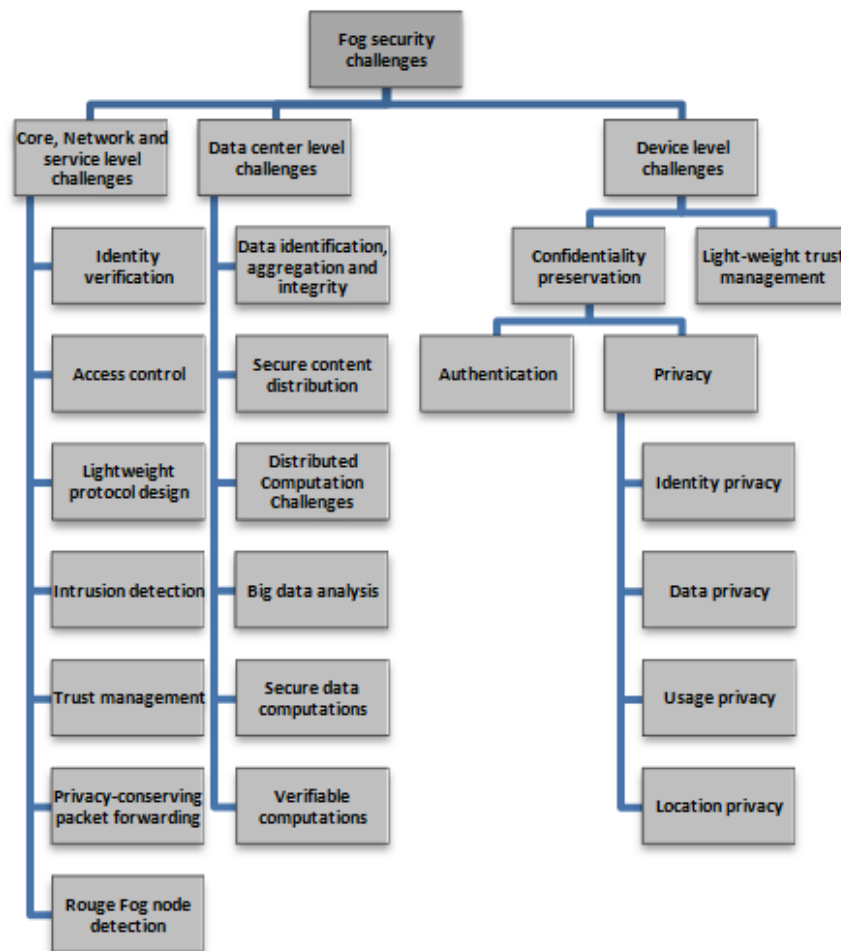 Fog security
challenges
Core, Network and
service level
challenges
Data center level
challenges
Device level
challenges
Identity
verification
Data identification,
aggregation and
integrity
Confidentiality
preservation
Light-weight trust
management
Access control
Secure content
distribution
Authentication
Privacy
Lightweight
protocol design
Distributed
Computation
Challenges
Identity privacy
Intrusion detection
Big data analysis
Data privacy
Trust management
Secure data
computations
Usage privacy
Privacy-conserving
packet forwarding
Verifiable
computations
Location privacy
Rouge Fog node
detection